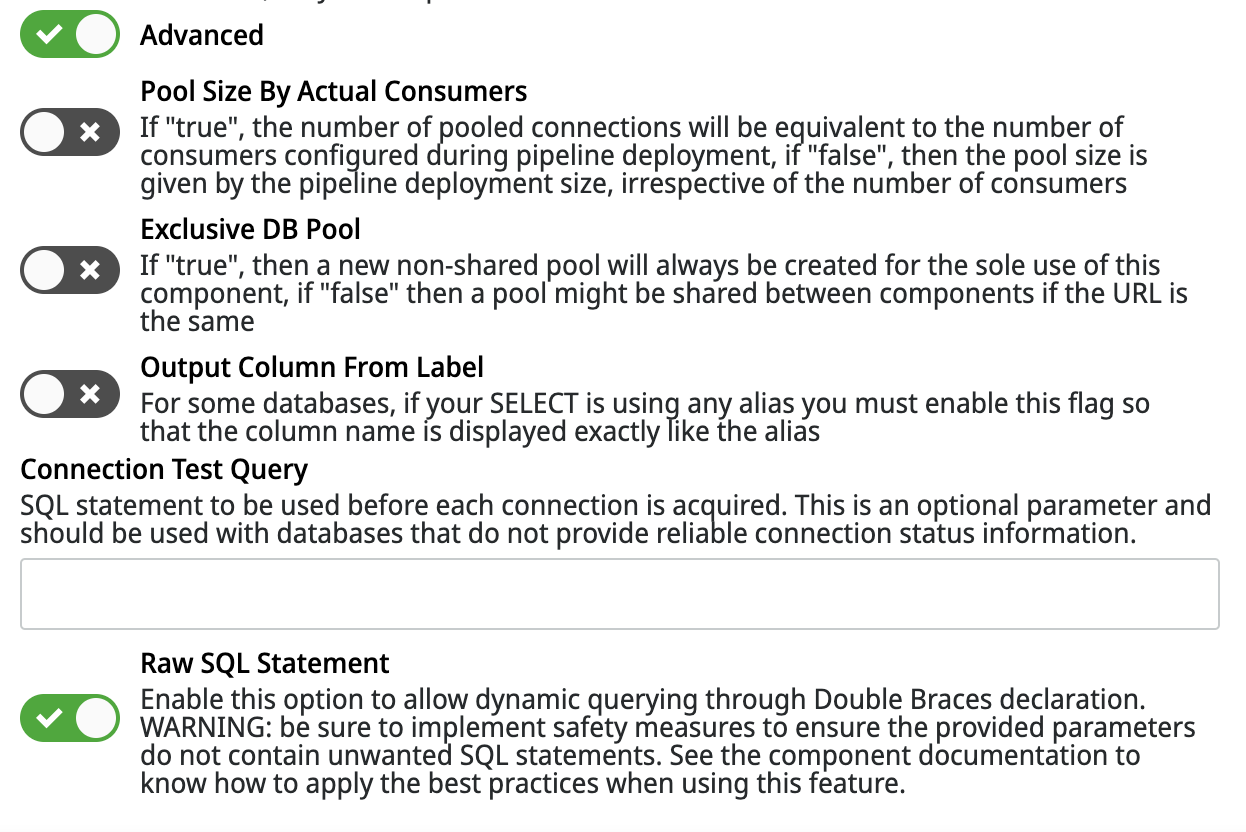 Advanced
Pool Size By Actual Consumers
If "true", the number of pooled connections will be equivalent to the number of
consumers configured during pipeline deployment, if "false", then the pool size is
given by the pipeline deployment size, irrespective of the number of consumers
Exclusive DB Pool
If "true", then a new non-shared pool will always be created for the sole use of this
component, if "false" then a pool might be shared between components if the URL is
the same
Output Column From Label
For some databases, if your SELECT is using any alias you must enable this flag so
that the column name is displayed exactly like the alias
Connection Test Query
SQL statement to be used before each connection is acquired. This is an optional parameter and
should be used with databases that do not provide reliable connection status information.
Raw SQL Statement
Enable this option to allow dynamic querying through Double Braces declaration.
WARNING: be sure to implement safety measures to ensure the provided parameters
do not contain unwanted SQL statements. See the component documentation to
know how to apply the best practices when using this feature.